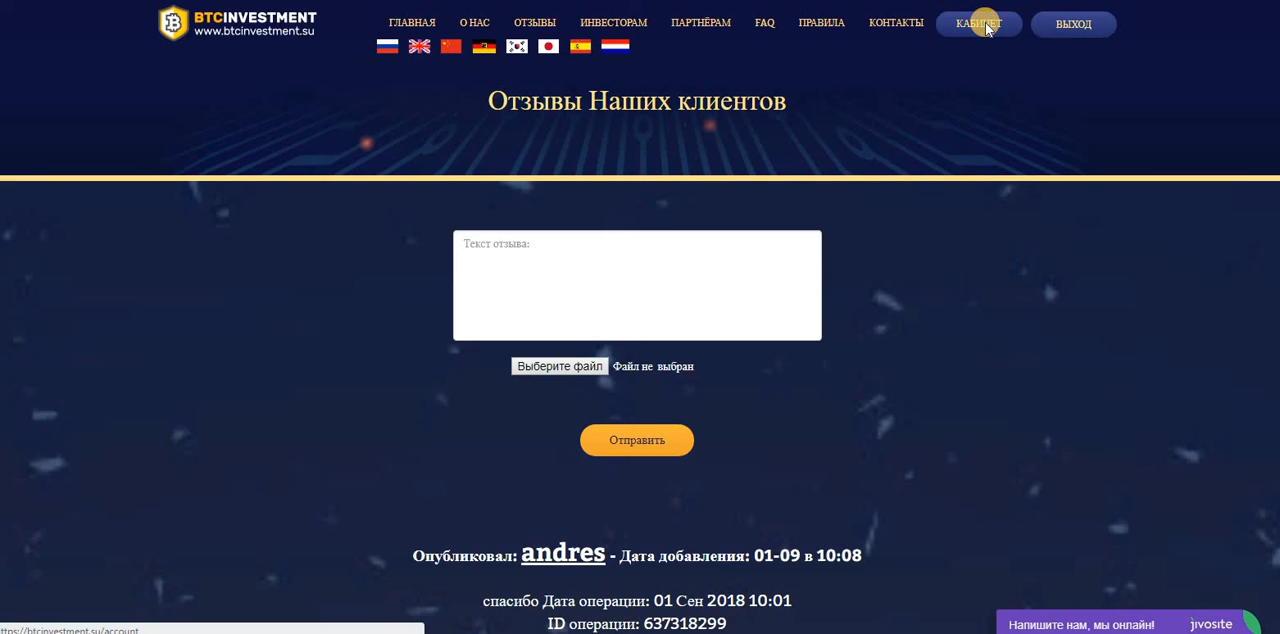 BTCINVESTMENT
www.btcinvestment.su
ГЛАВНАЯ О НАС ОТЗЫВЫ ИНВЕСТОРАМ ПАРТНЁРАМ FAQ ПРАВИЛА КОНТАКТЫ КАБИНЕТ ВЫХОД
Отзывы Наших клиентов
Текст отзыва:
Выберите файл Файл не выбран
Отправить
Опубликовал: andres - Дата добавления: 01-09 в 10:08
спасибо Дата операции: 01 Сен 2018 10:01
ID операции: 637318299
Напишите нам, мы онлайн! jivosite
ttps://btcinvestment.su/account